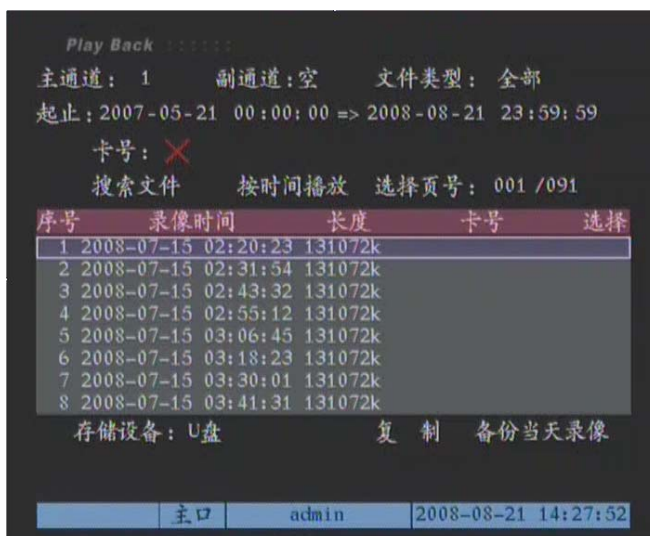 Play Back ::::::
主通道： 1 副通道：空 文件类型： 全部
起止：2007-05-21 00:00:00 => 2008-08-21 23:59:59
卡号：
搜索文件 按时间播放 选择页号： 001/091
序号 录像时间 长度 卡号 选择
1 2008-07-15 02:20:23 131072k
2 2008-07-15 02:31:54 131072k
3 2008-07-15 02:43:32 131072k
4 2008-07-15 02:55:12 131072k
5 2008-07-15 03:06:45 131072k
6 2008-07-15 03:18:23 131072k
7 2008-07-15 03:30:01 131072k
8 2008-07-15 03:41:31 131072k
存储设备：U盘 复 制 备份当天录像
主口 admin 2008-08-21 14:27:52